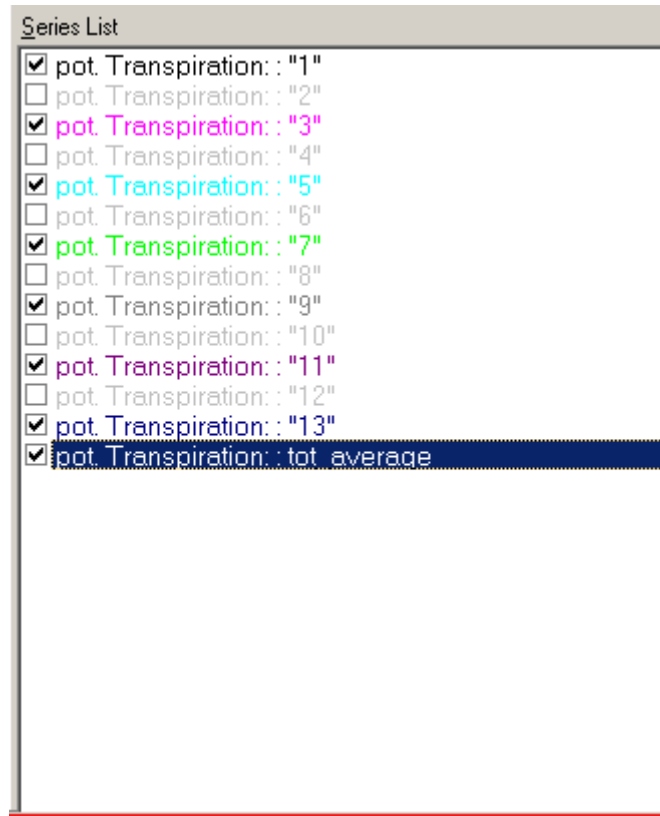 Series List
pot. Transpiration: : "1"
pot. Transpiration: : "2"
pot. Transpiration: : "3"
pot. Transpiration: : "4"
pot. Transpiration: : "5"
pot. Transpiration: : "6"
pot. Transpiration: : "7"
pot. Transpiration: : "8"
pot. Transpiration: : "9"
pot. Transpiration: : "10"
pot. Transpiration: : "11"
pot. Transpiration: : "12"
pot. Transpiration: : "13"
pot. Transpiration: : tot_average